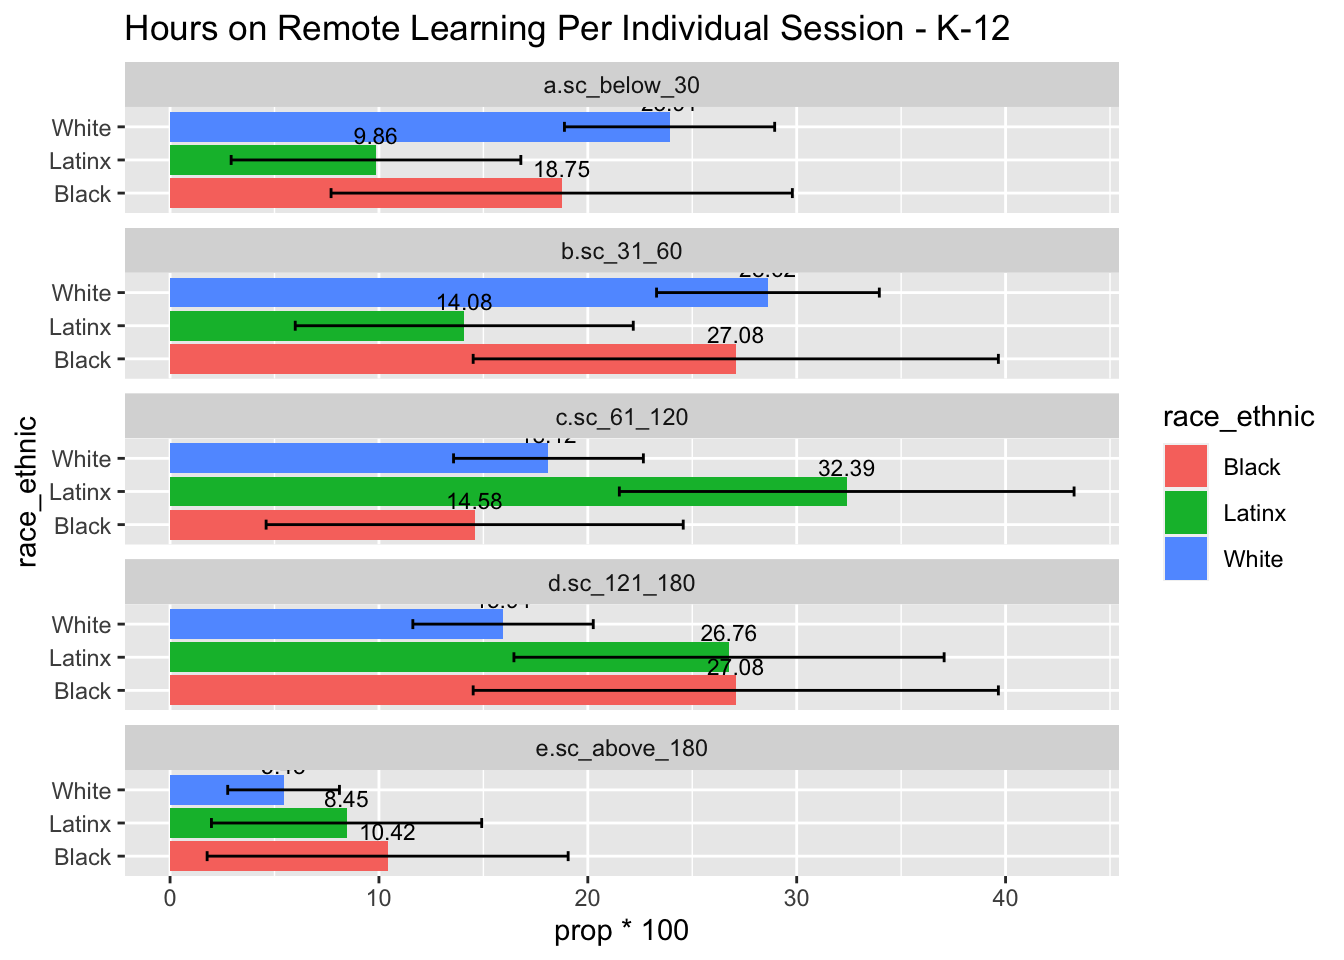 Hours on Remote Learning Per Individual Session - K-12
a.sc_below_30
White
9.86
Latinx
18.75
Black
b.sc_31_60
White
14.08
Latinx
27.08
Black
c.sc_61_120
White
32.39
Latinx
14.58
Black
d.sc_121_180
White
26.76
Latinx
27.08
Black
e.sc_above_180
White
8.45
Latinx
10.42
Black
0 10 20 30 40
prop * 100
race_ethnic
race_ethnic
Black
Latinx
White